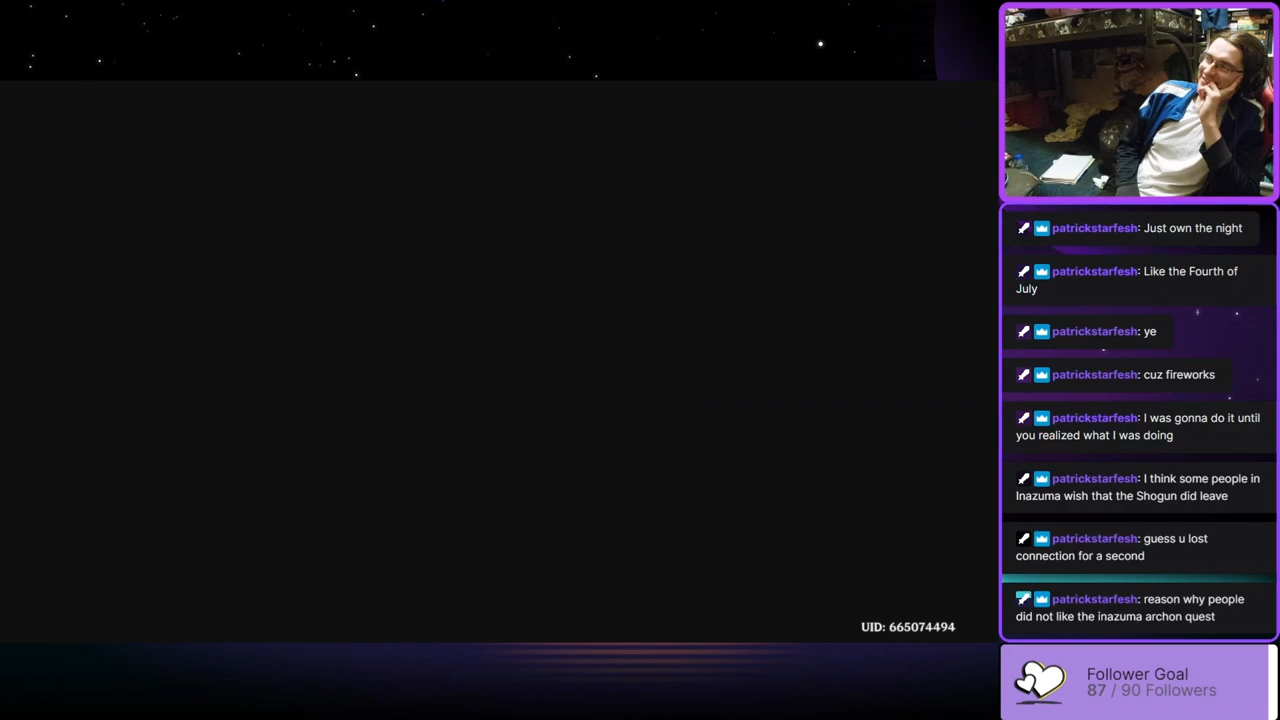 patrickstarfesh: Just own the night
patrickstarfesh: Like the Fourth of
July
patrickstarfesh: ye
patrickstarfesh: cuz fireworks
patrickstarfesh: I was gonna do it until
you realized what I was doing
patrickstarfesh: I think some people in
Inazuma wish that the Shogun did leave
patrickstarfesh: guess u lost
connection for a second
patrickstarfesh: reason why people
did not like the inazuma archon quest
UID: 665074494
Follower Goal
87 / 90 Followers